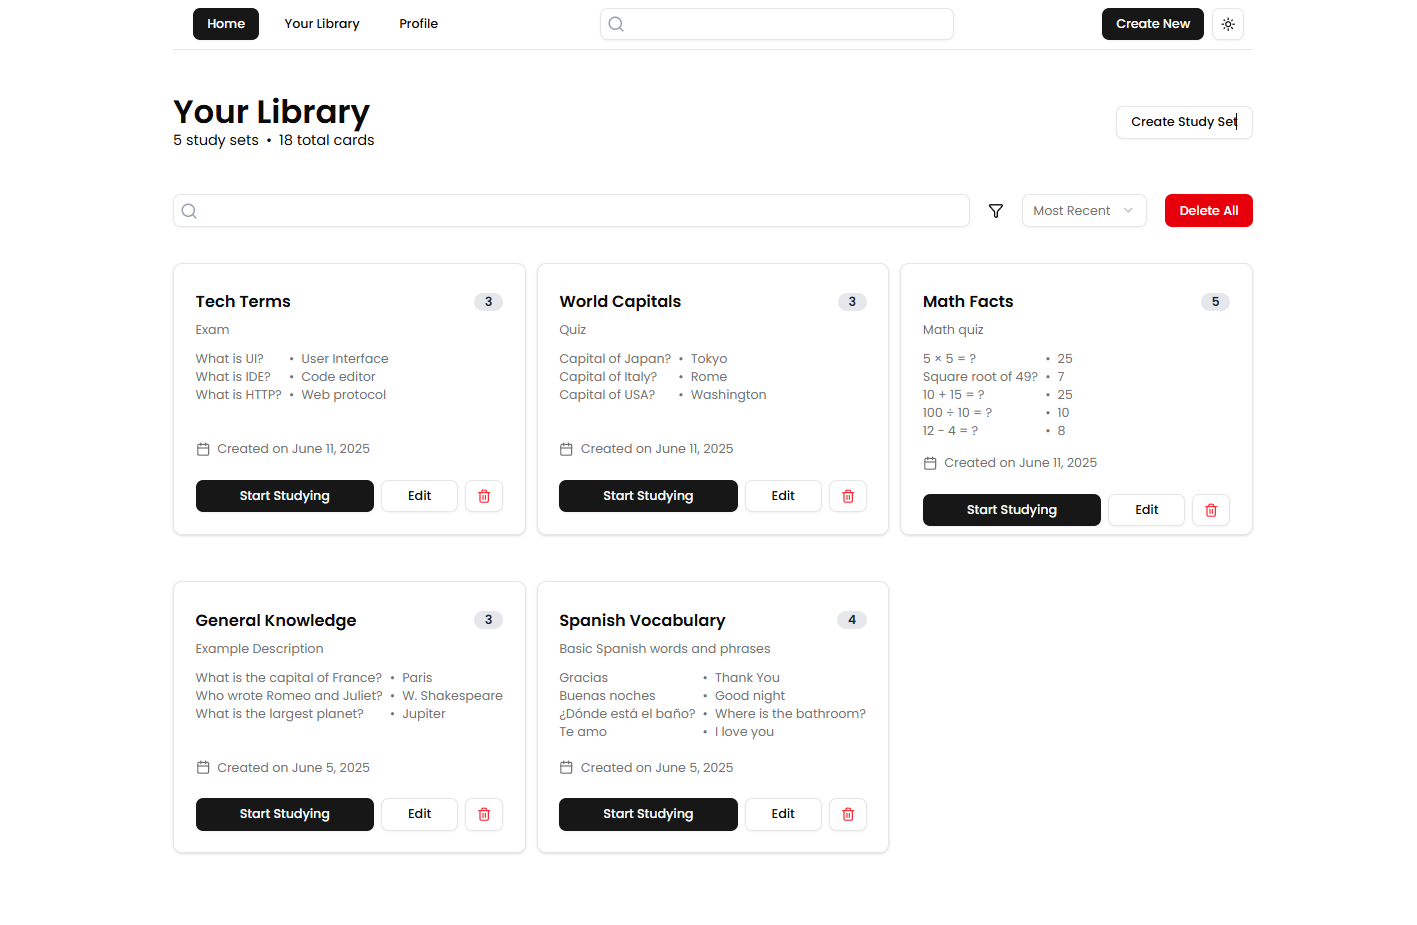 Home Your Library Profile Create New
Your Library
5 study sets • 18 total cards
Create Study Set
Most Recent Delete All
Tech Terms 3
Exam
What is UI? • User Interface
What is IDE? • Code editor
What is HTTP? • Web protocol
Created on June 11, 2025
Start Studying Edit
World Capitals 3
Quiz
Capital of Japan? • Tokyo
Capital of Italy? • Rome
Capital of USA? • Washington
Created on June 11, 2025
Start Studying Edit
Math Facts 5
Math quiz
5 × 5 = ? • 25
Square root of 49? • 7
10 + 15 = ? • 25
100 ÷ 10 = ? • 10
12 - 4 = ? • 8
Created on June 11, 2025
Start Studying Edit
General Knowledge 3
Example Description
What is the capital of France? • Paris
Who wrote Romeo and Juliet? • W. Shakespeare
What is the largest planet? • Jupiter
Created on June 5, 2025
Start Studying Edit
Spanish Vocabulary 4
Basic Spanish words and phrases
Gracias • Thank You
Buenas noches • Good night
¿Dónde está el baño? • Where is the bathroom?
Te amo • I love you
Created on June 5, 2025
Start Studying Edit